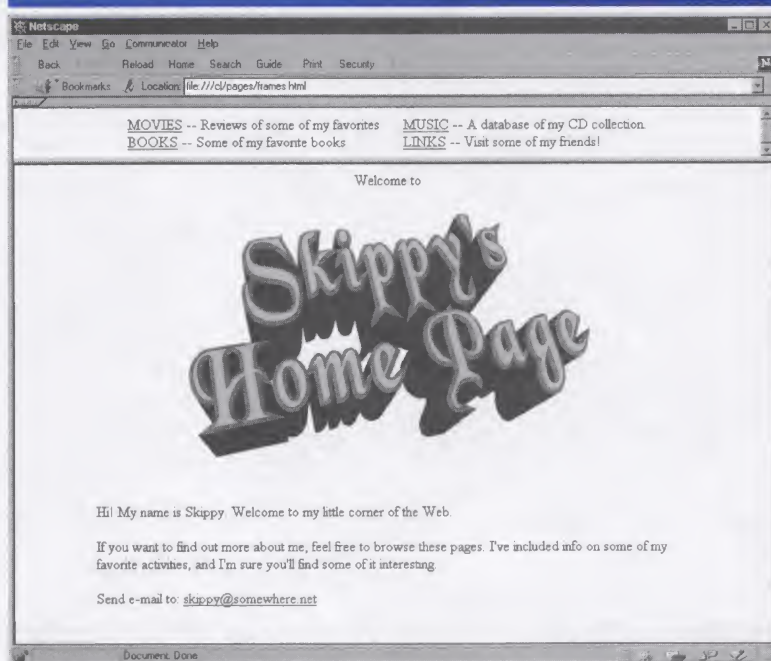 Netscape
File Edit View Go Communicator Help
Back Reload Home Search Guide Print Security
Bookmarks Location: file:///c|/pages/frames.html
MOVIES -- Reviews of some of my favorites MUSIC -- A database of my CD collection.
BOOKS -- Some of my favorite books LINKS -- Visit some of my friends!
Welcome to
Skippy's
Home Page
Hi! My name is Skippy. Welcome to my little corner of the Web.
If you want to find out more about me, feel free to browse these pages. I've included info on some of my
favorite activities, and I'm sure you'll find some of it interesting.
Send e-mail to: skippy@somewhere.net
Document: Done
N